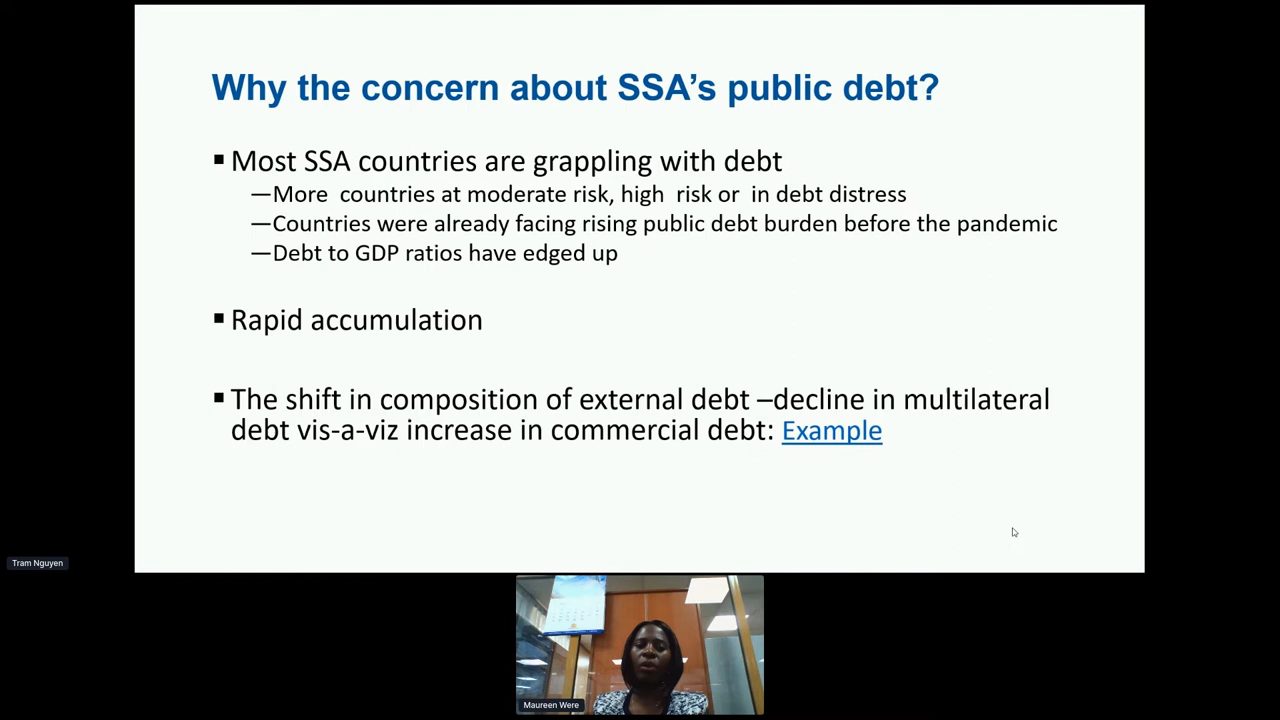 Why the concern about SSA’s public debt?
▪ Most SSA countries are grappling with debt
—More countries at moderate risk, high risk or in debt distress
—Countries were already facing rising public debt burden before the pandemic
—Debt to GDP ratios have edged up
▪ Rapid accumulation
▪ The shift in composition of external debt –decline in multilateral
debt vis-a-viz increase in commercial debt: Example
Tram Nguyen
Maureen Were